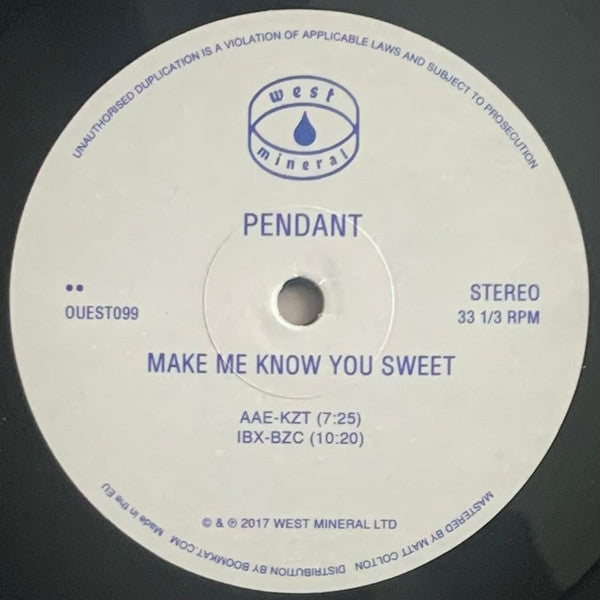 UNAUTHORISED DUPLICATION IS A VIOLATION OF APPLICABLE LAWS AND SUBJECT TO PROSECUTION
west
mineral
PENDANT
•• STEREO
OUEST099 33 1/3 RPM
MAKE ME KNOW YOU SWEET
AAE-KZT (7:25)
IBX-BZC (10:20)
© & ℗ 2017 WEST MINERAL LTD
MASTERED BY MATT COLTON DISTRIBUTION BY BOOMKAT.COM Made in the EU